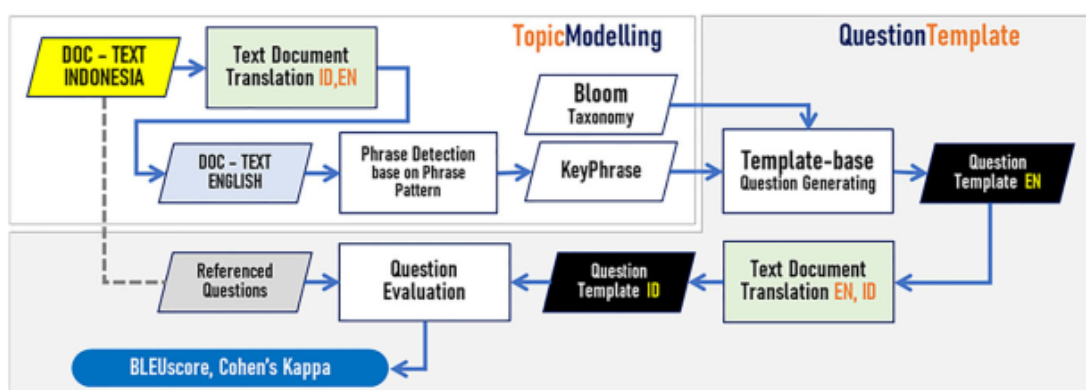 TopicModelling
QuestionTemplate
DOC – TEXT
INDONESIA
Text Document
Translation ID,EN
Bloom
Taxonomy
DOC – TEXT
ENGLISH
Phrase Detection
base on Phrase
Pattern
KeyPhrase
Template-base
Question Generating
Question
Template EN
Referenced
Questions
Question
Evaluation
Question
Template ID
Text Document
Translation EN, ID
BLEUscore, Cohen's Kappa